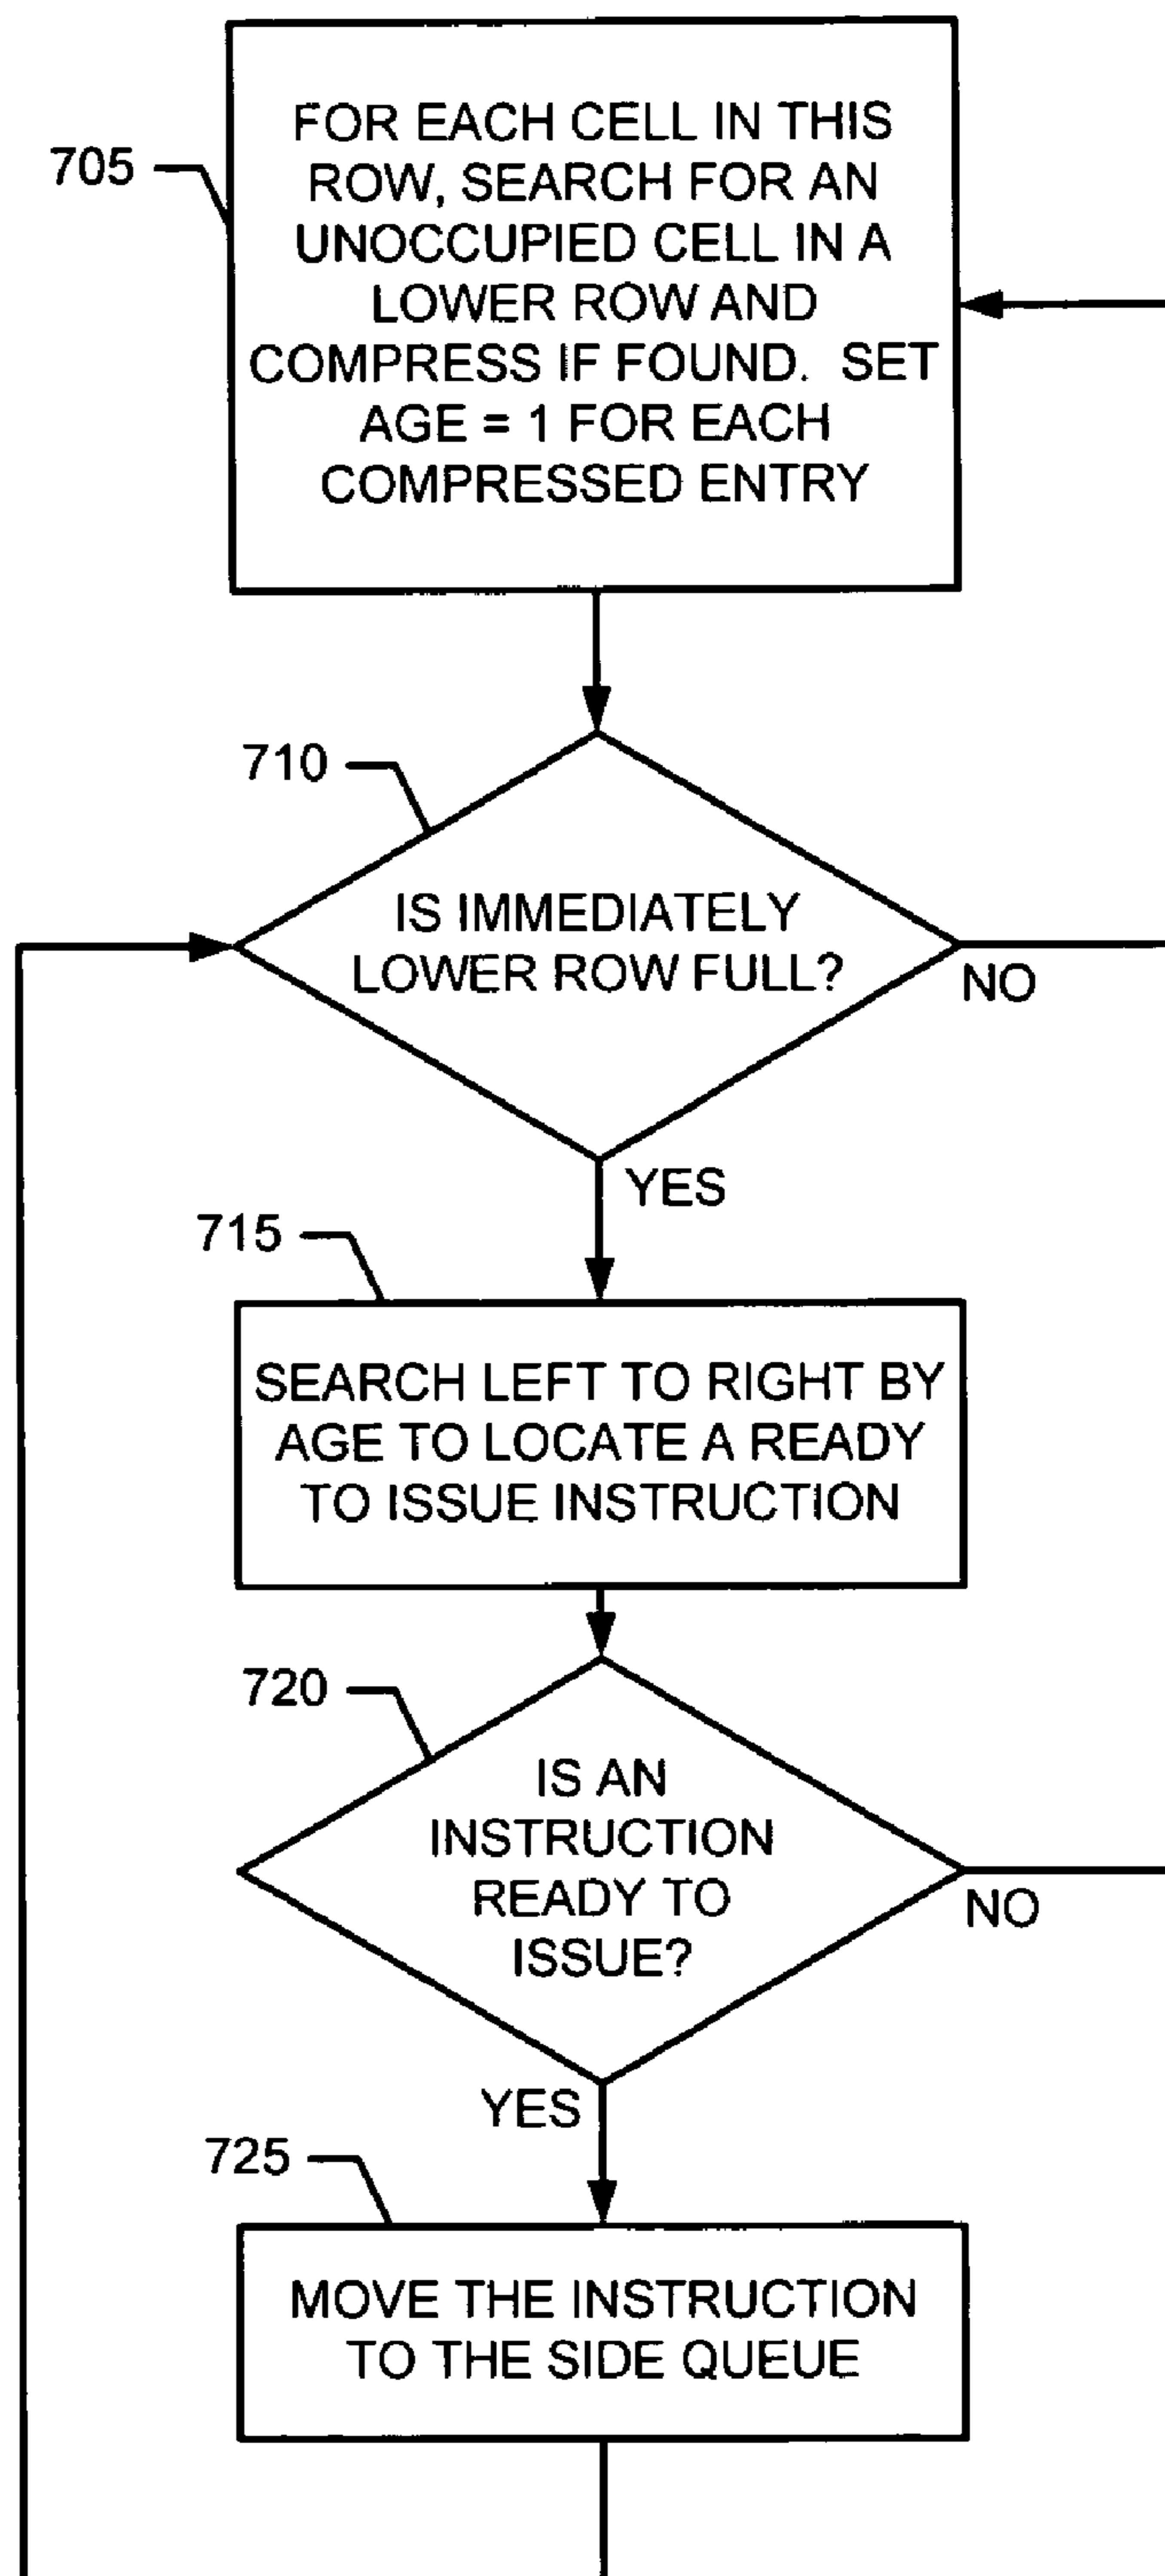 FOR EACH CELL IN THIS
705
ROW, SEARCH FOR AN
UNOCCUPIED CELL IN A
LOWER ROW AND
COMPRESS IF FOUND. SET
AGE = 1 FOR EACH
COMPRESSED ENTRY
710
IS IMMEDIATELY
LOWER ROW FULL?
NO
YES
715
SEARCH LEFT TO RIGHT BY
AGE TO LOCATE A READY
TO ISSUE INSTRUCTION
720
IS AN
INSTRUCTION
READY TO
ISSUE?
NO
YES
725
MOVE THE INSTRUCTION
TO THE SIDE QUEUE